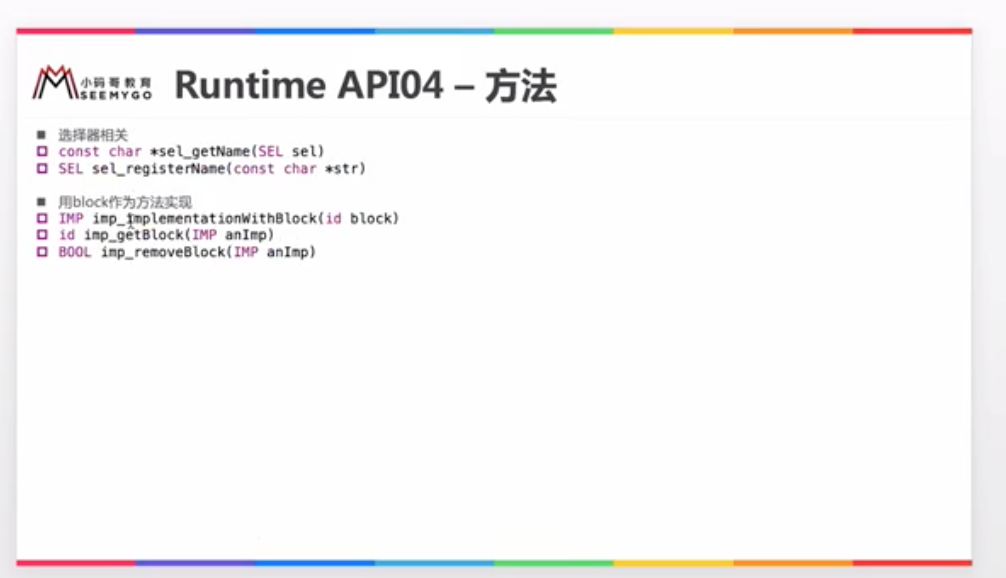 小码哥教育
SEEMYGO
Runtime API04 – 方法
选择器相关
const char *sel_getName(SEL sel)
SEL sel_registerName(const char *str)
用block作为方法实现
IMP imp_implementationWithBlock(id block)
id imp_getBlock(IMP anImp)
BOOL imp_removeBlock(IMP anImp)